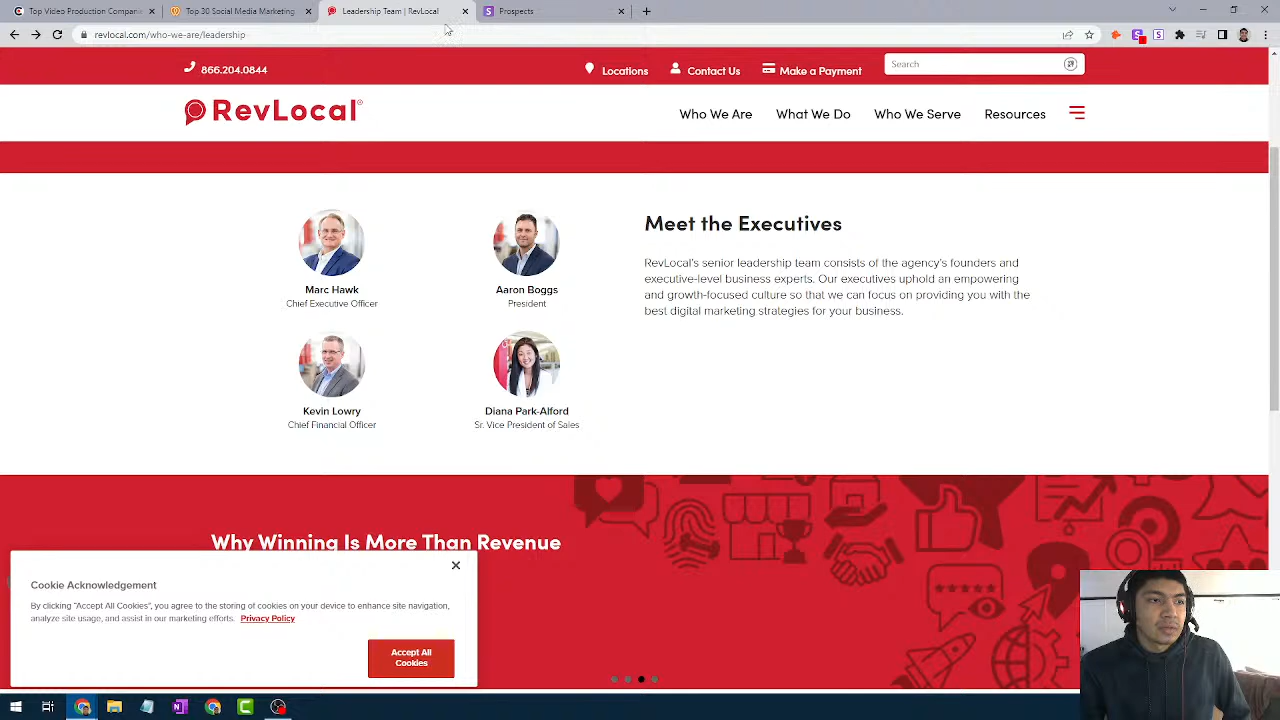 Top Video Production Companies
Top 30 Social Media Marketing
Leadership Team | RevLocal
Prospects
revlocal.com/who-we-are/leadership
866.204.0844
Locations
Contact Us
Make a Payment
Search
RevLocal
Who We Are
What We Do
Who We Serve
Resources
Meet the Executives
RevLocal's senior leadership team consists of the agency's founders and
executive-level business experts. Our executives uphold an empowering
and growth-focused culture so that we can focus on providing you with the
best digital marketing strategies for your business.
Marc Hawk
Chief Executive Officer
Aaron Boggs
President
Kevin Lowry
Chief Financial Officer
Diana Park-Alford
Sr. Vice President of Sales
Why Winning Is More Than Revenue
Cookie Acknowledgement
By clicking "Accept All Cookies", you agree to the storing of cookies on your device to enhance site navigation,
analyze site usage, and assist in our marketing efforts. Privacy Policy
Accept All
Cookies